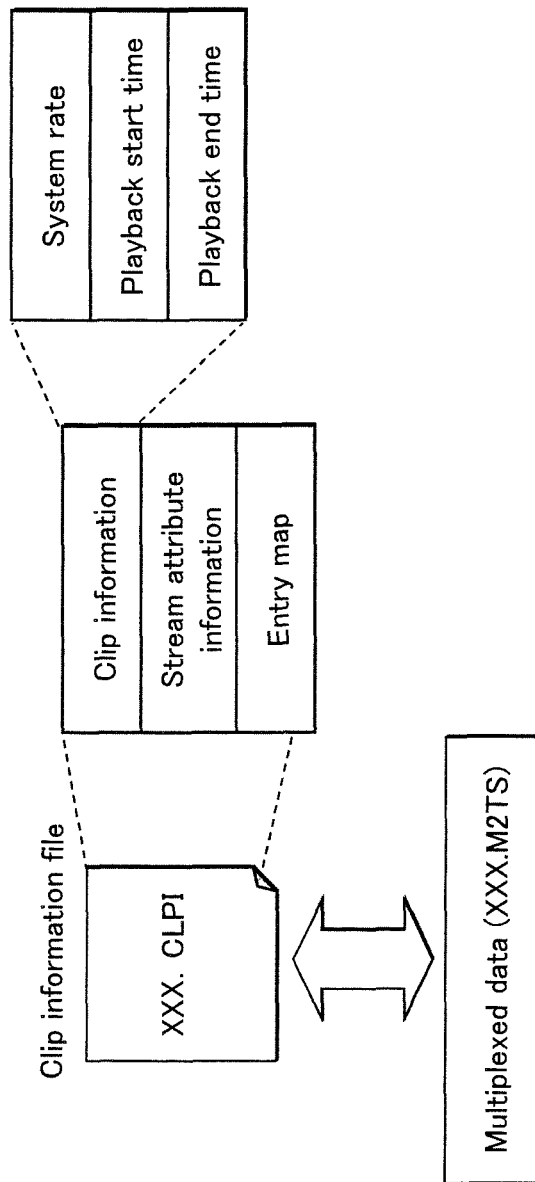 Clip information file
XXX. CLPI
Multiplexed data (XXX.M2TS)
Clip information
Stream attribute
information
Entry map
System rate
Playback start time
Playback end time